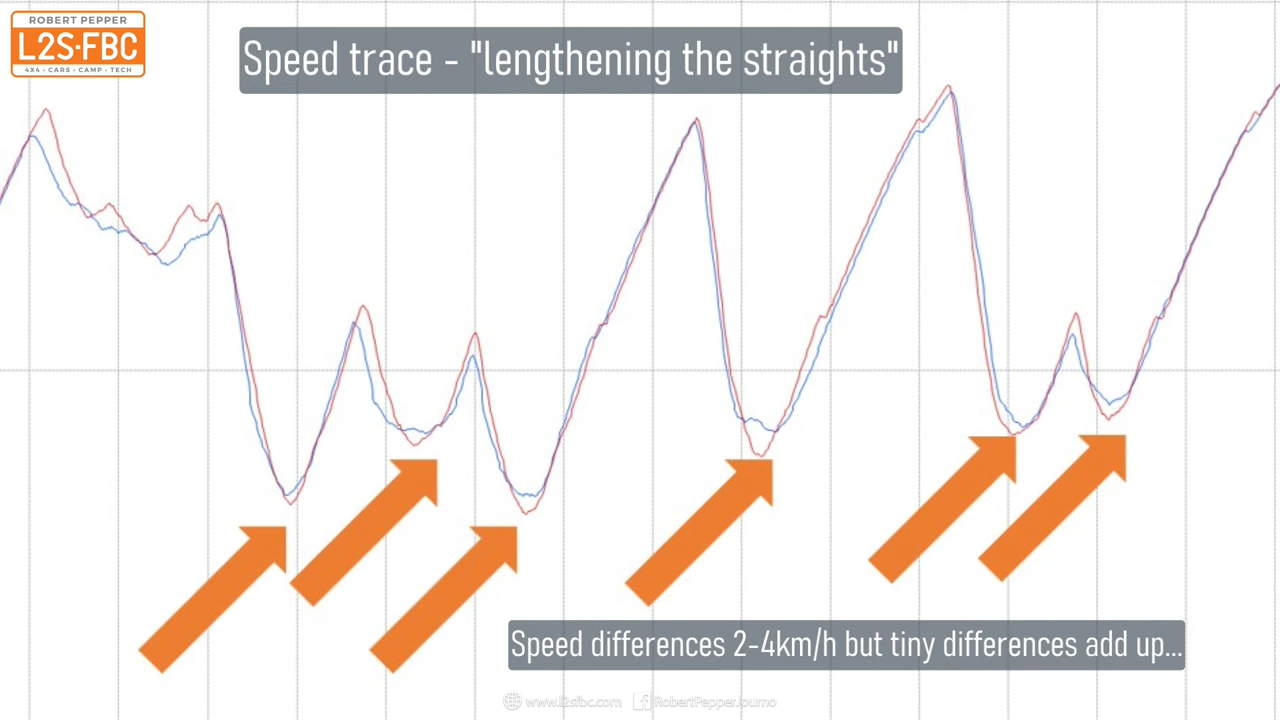 ROBERT PEPPER
L2S·FBC
4X4 · CARS · CAMP · TECH
Speed trace - "lengthening the straights"
Speed differences 2-4km/h but tiny differences add up...
www.l2sfbc.com RobertPepperJourno